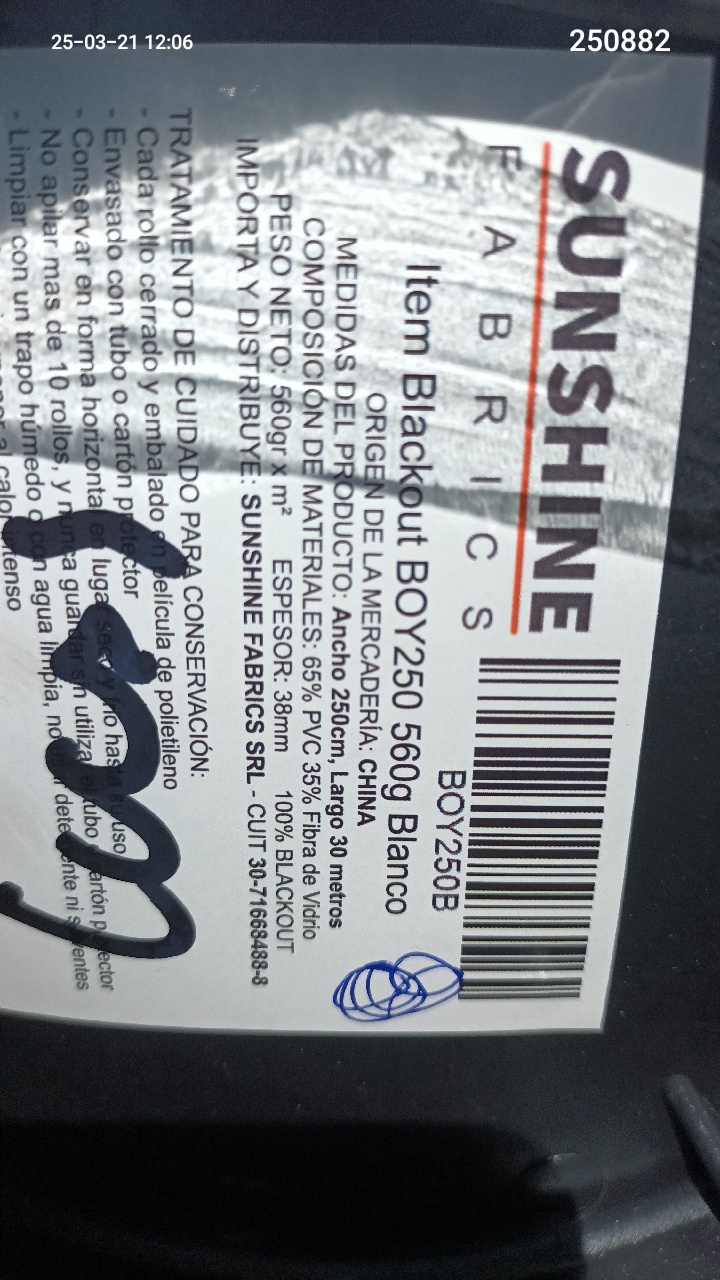 25-03-21 12:06
250882
SUNSHINE
FABRICS
BOY250B
Item Blackout BOY250 560g Blanco
ORIGEN DE LA MERCADERÍA: CHINA
MEDIDAS DEL PRODUCTO: Ancho 250cm, Largo 30 metros
COMPOSICIÓN DE MATERIALES: 65% PVC 35% Fibra de Vidrio
PESO NETO: 560gr x m² ESPESOR: 38mm 100% BLACKOUT
IMPORTA Y DISTRIBUYE: SUNSHINE FABRICS SRL - CUIT 30-71668488-8
TRATAMIENTO DE CUIDADO PARA CONSERVACIÓN:
- Cada rollo cerrado y embalado en película de polietileno
- Envasado con tubo o cartón protector
- Conservar en forma horizontal en lugar seco y frio hasta su uso
- No apilar mas de 10 rollos, y nunca guardar sin utilizar el tubo cartón protector
- Limpiar con un trapo húmedo o con agua limpia, no detergente ni solventes
al calor intenso